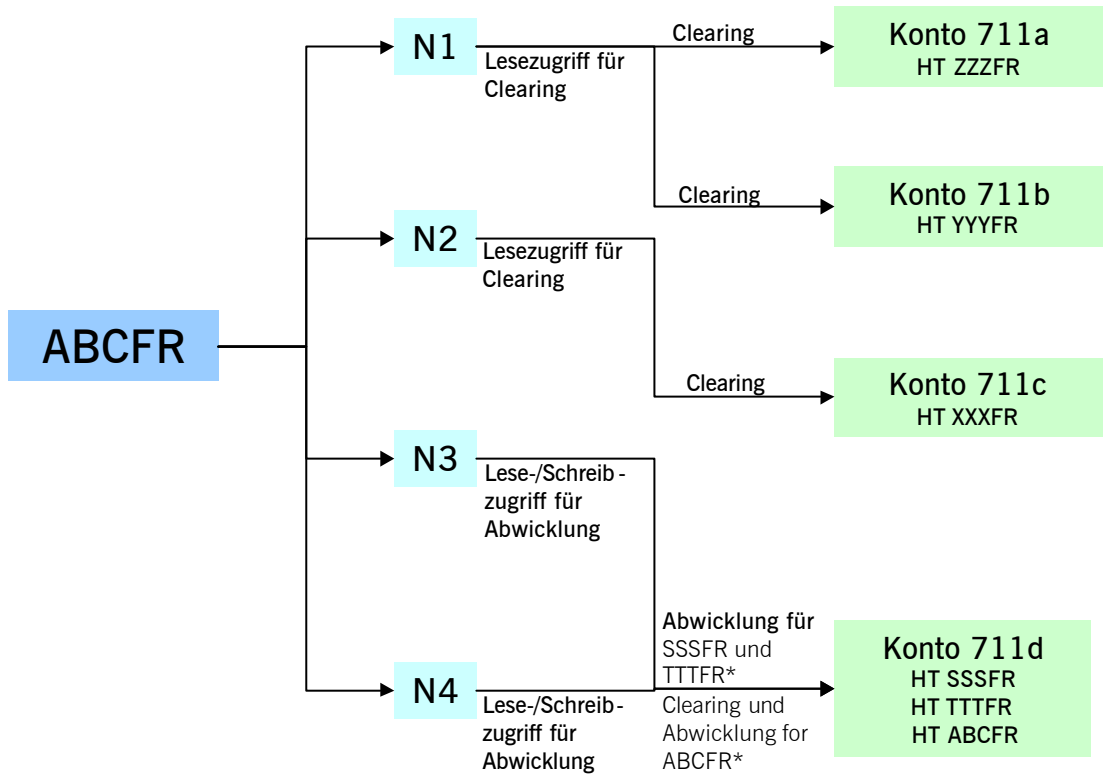 N1
Lesezugriff für
Clearing
Clearing
Konto 711a
HT ZZZFR
Clearing
Konto 711b
HT YYYFR
N2
Lesezugriff für
Clearing
ABCFR
Clearing
Konto 711c
HT XXXFR
N3
Lese-/Schreib-
zugriff für
Abwicklung
N4
Lese-/Schreib-
zugriff für
Abwicklung
Abwicklung für
SSSFR und
TTTFR*
Clearing und
Abwicklung for
ABCFR*
Konto 711d
HT SSSFR
HT TTTFR
HT ABCFR